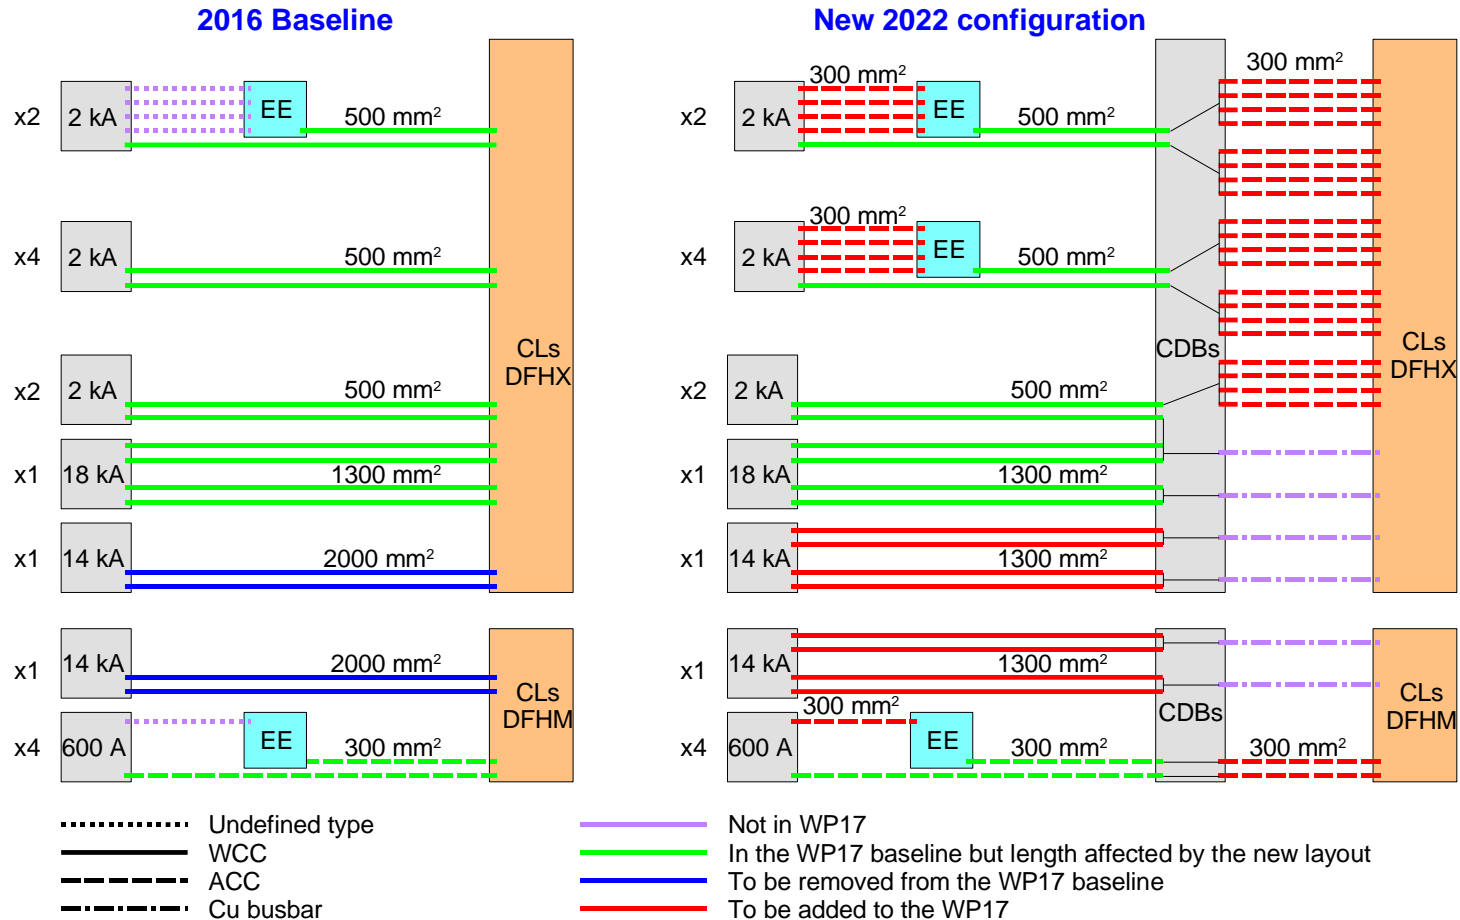 2016 Baseline
x2
2 kA
EE
500 mm²
x4
2 kA
500 mm²
x2
2 kA
500 mm²
x1
18 kA
1300 mm²
x1
14 kA
2000 mm²
CLs
DFHX
x1
14 kA
2000 mm²
x4
600 A
EE
300 mm²
CLs
DFHM
New 2022 configuration
x2
2 kA
300 mm²
EE
500 mm²
300 mm²
x4
2 kA
300 mm²
EE
500 mm²
x2
2 kA
500 mm²
x1
18 kA
1300 mm²
x1
14 kA
1300 mm²
CDBs
CLs
DFHX
x1
14 kA
1300 mm²
x4
600 A
300 mm²
EE
300 mm²
CDBs
300 mm²
CLs
DFHM
Undefined type
WCC
ACC
Cu busbar
Not in WP17
In the WP17 baseline but length affected by the new layout
To be removed from the WP17 baseline
To be added to the WP17